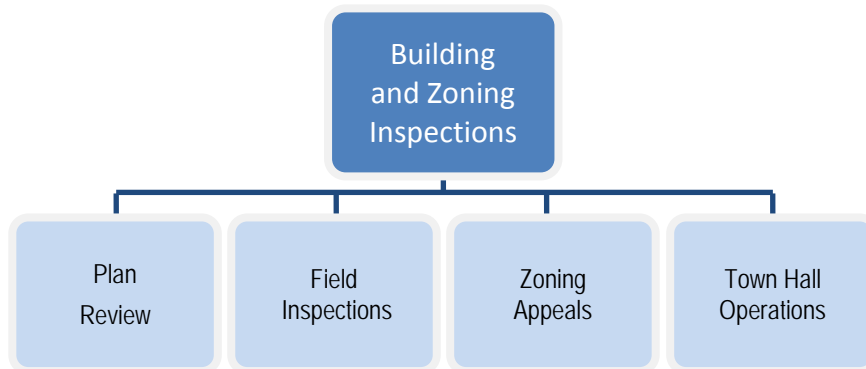 Building
and Zoning
Inspections
Plan
Review
Field
Inspections
Zoning
Appeals
Town Hall
Operations